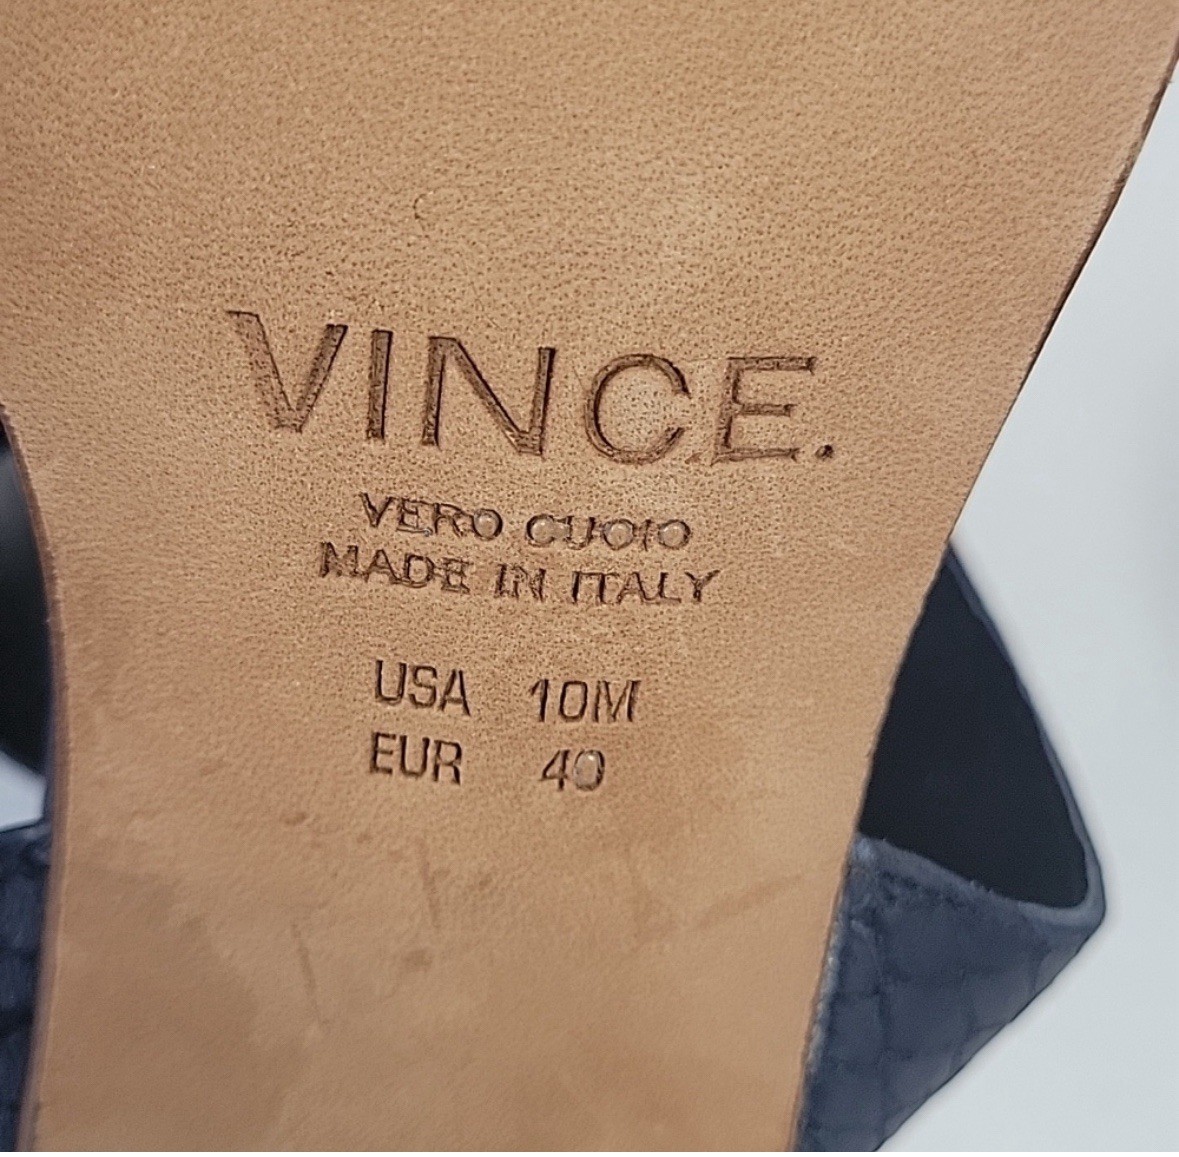 VINCE.
VERO CUOIO
MADE IN ITALY
USA 10M
EUR 40